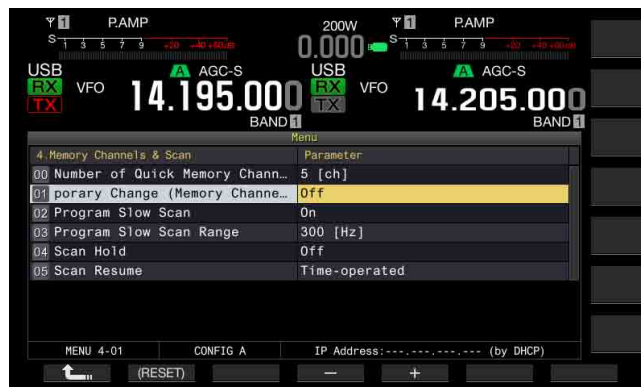 1 P.AMP 200W 1 P.AMP
S 1 3 5 7 9 +20 +40 +60dB 0.000 S 1 3 5 7 9 +20 +40 +60dB
USB A AGC-S USB A AGC-S
RX VFO 14.195.000 RX VFO 14.205.000
TX TX
BAND 1 BAND 1
Menu
4.Memory Channels & Scan Parameter
00 Number of Quick Memory Chann… 5 [ch]
01 porary Change (Memory Channe… Off
02 Program Slow Scan On
03 Program Slow Scan Range 300 [Hz]
04 Scan Hold Off
05 Scan Resume Time-operated
MENU 4-01 CONFIG A IP Address:---.---.---.--- (by DHCP)
(RESET) − +